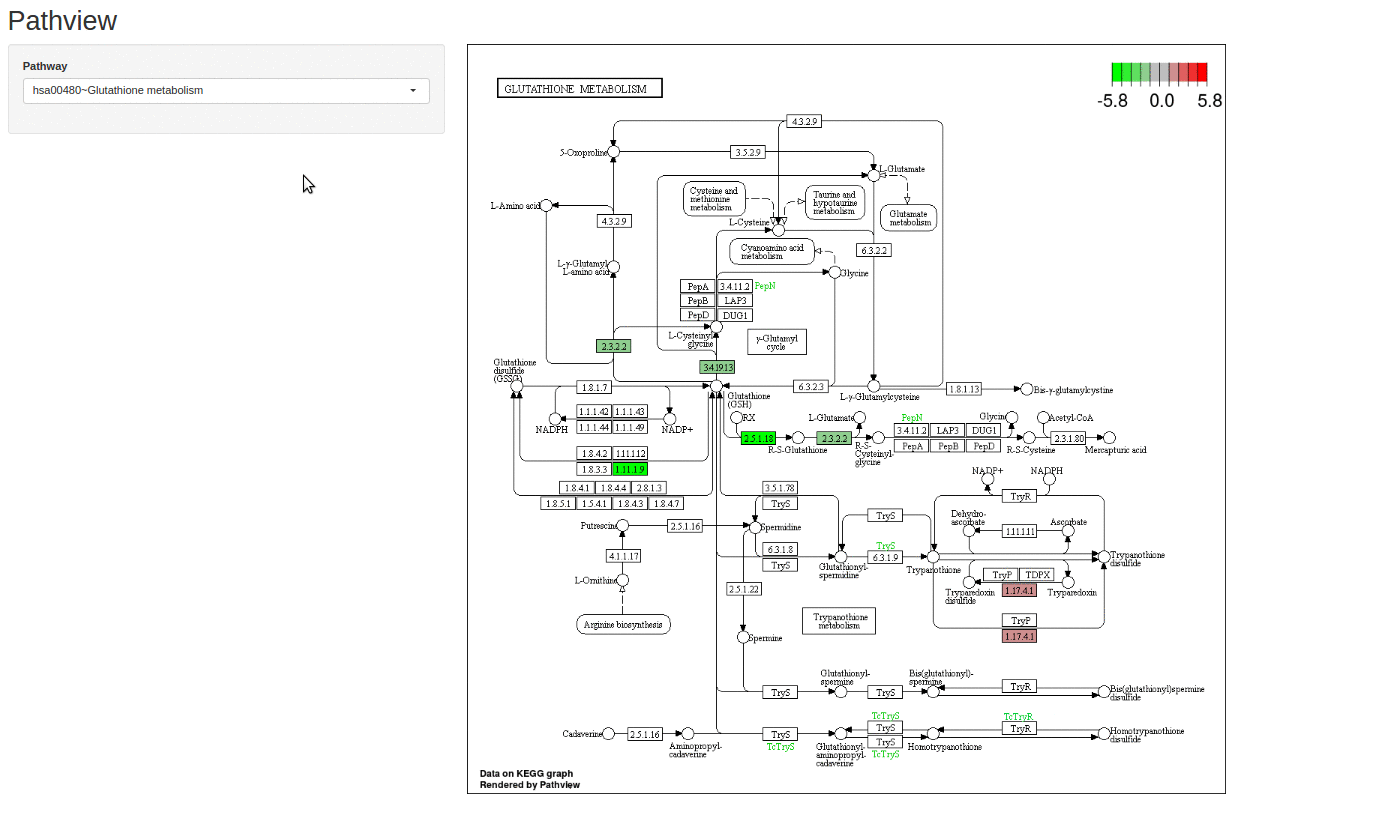 Pathview
Pathway
hsa00480~Glutathione metabolism
GLUTATHIONE METABOLISM
-5.8 0.0 5.8
4.3.2.9
5-Oxoproline
3.5.2.9
L-Glutamate
Cysteine and
methionine
metabolism
Taurine and
hypotaurine
metabolism
Glutamate
metabolism
L-Amino acid
4.3.2.9
L-Cysteine
6.3.2.2
Cyanoamino acid
metabolism
L-γ-Glutamyl
L-amino acid
Glycine
PepA 3.4.11.2 PepN
PepB LAP3
PepD DUG1
L-Cysteinyl
glycine
γ-Glutamyl
cycle
2.3.2.2
3.4.19.13
Glutathione
disulfide
(GSSG)
1.8.1.7
6.3.2.3
1.8.1.13
Bis-γ-glutamylcystine
Glutathione
(GSH)
L-γ-Glutamylcysteine
NADPH
1.1.1.42 1.1.1.43
1.1.1.44 1.1.1.49
NADP+
RX
L-Glutamate
PepN
Glycine
Acetyl-CoA
2.5.1.18
2.3.2.2
3.4.11.2 LAP3 DUG1
PepA PepB PepD
2.3.1.80
R-S-Glutathione
R-S-
Cysteinyl-
glycine
R-S-Cysteine
Mercapturic acid
1.8.4.2 1.11.1.12
1.8.3.3 1.11.1.9
1.8.4.1 1.8.4.4 2.8.1.3
1.8.5.1 1.5.4.1 1.8.4.3 1.8.4.7
3.5.1.78
TryS
NADP+ NADPH
TryR
Putrescine
2.5.1.16
Spermidine
TryS
Dehydro-
ascorbate
Ascorbate
1.11.1.11
6.3.1.8
TryS
TryS
6.3.1.9
4.1.1.17
Glutathionyl-
spermidine
Trypanothione
Trypanothione
disulfide
L-Ornithine
2.5.1.22
TryP TDPX
1.17.4.1
Tryparedoxin
disulfide
Tryparedoxin
Arginine biosynthesis
Trypanothione
metabolism
TryP
1.17.4.1
Spermine
TryS
Glutathionyl-
spermine
TryS
Bis(glutathionyl)-
spermine
TryR
Bis(glutathionyl)spermine
disulfide
Cadaverine
2.5.1.16
Aminopropyl-
cadaverine
TryS
TcTryS
Glutathionyl-
aminopropyl-
cadaverine
TcTryS
TryS
TryS
TcTryS
Homotrypanothione
TcTryR
TryR
Homotrypanothione
disulfide
Data on KEGG graph
Rendered by Pathview